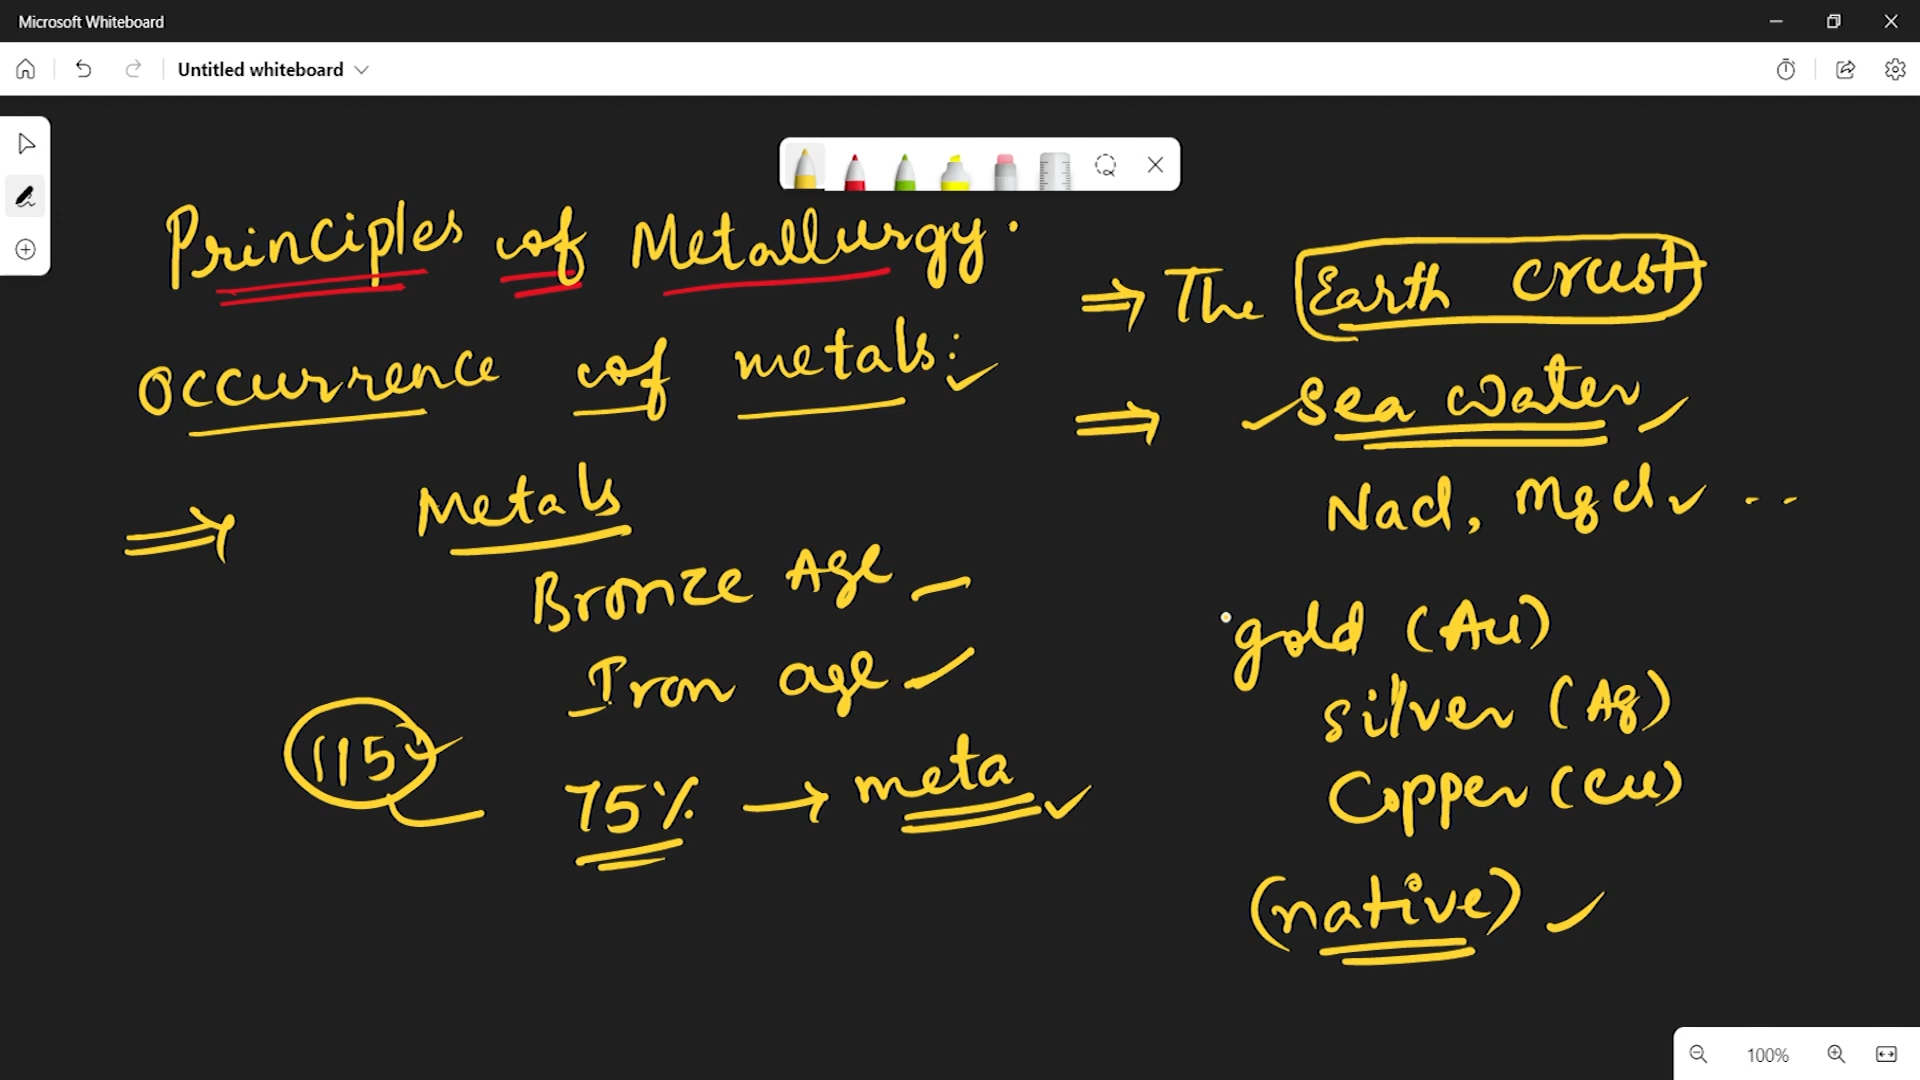 Microsoft Whiteboard
Untitled whiteboard
Principles of Metallurgy.
Occurrence of metals:
Metals
Bronze Age
Iron age
115
75% → meta
⇒ The Earth crust
⇒ Sea water
Nacl, Mgcl ...
gold (Au)
silver (Ag)
Copper (Cu)
(native)
100%